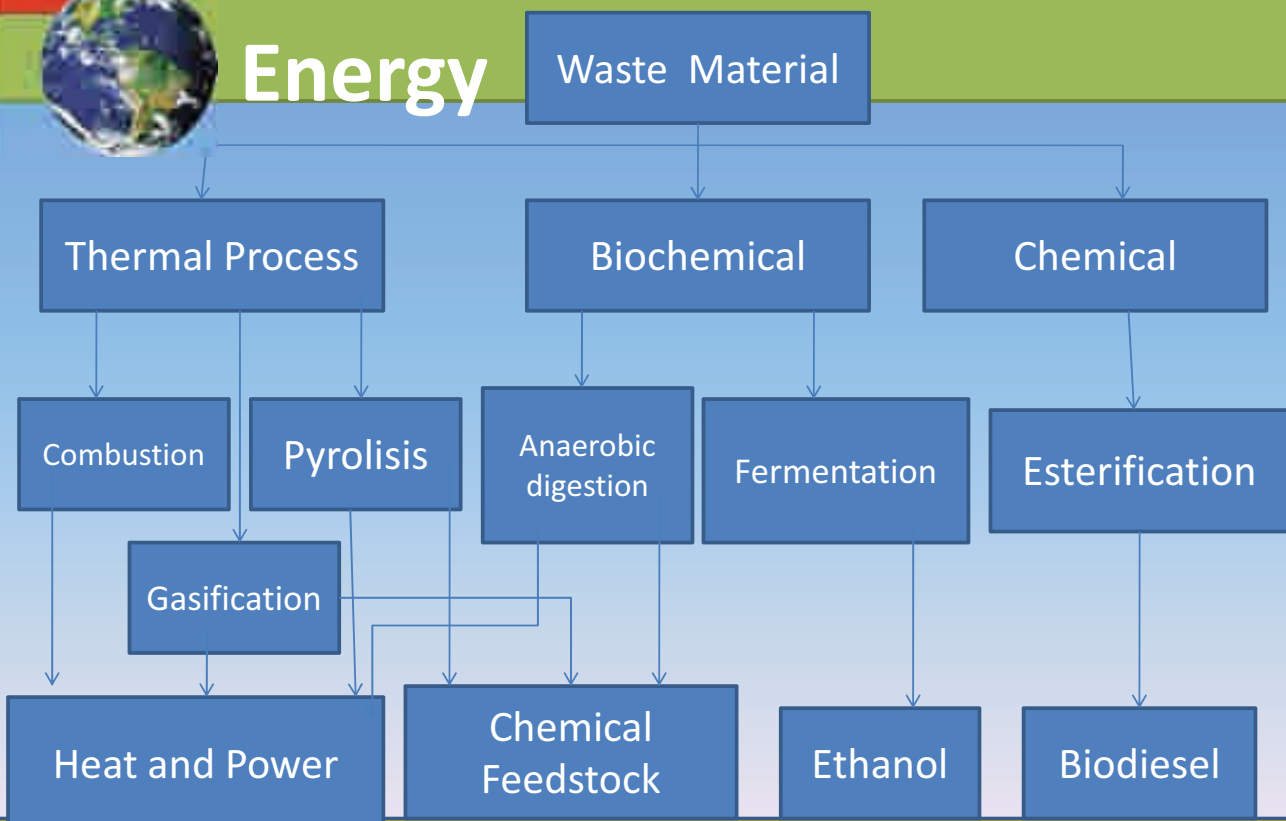 Energy
Waste Material
Thermal Process
Biochemical
Chemical
Combustion
Pyrolisis
Anaerobic
digestion
Fermentation
Esterification
Gasification
Heat and Power
Chemical
Feedstock
Ethanol
Biodiesel